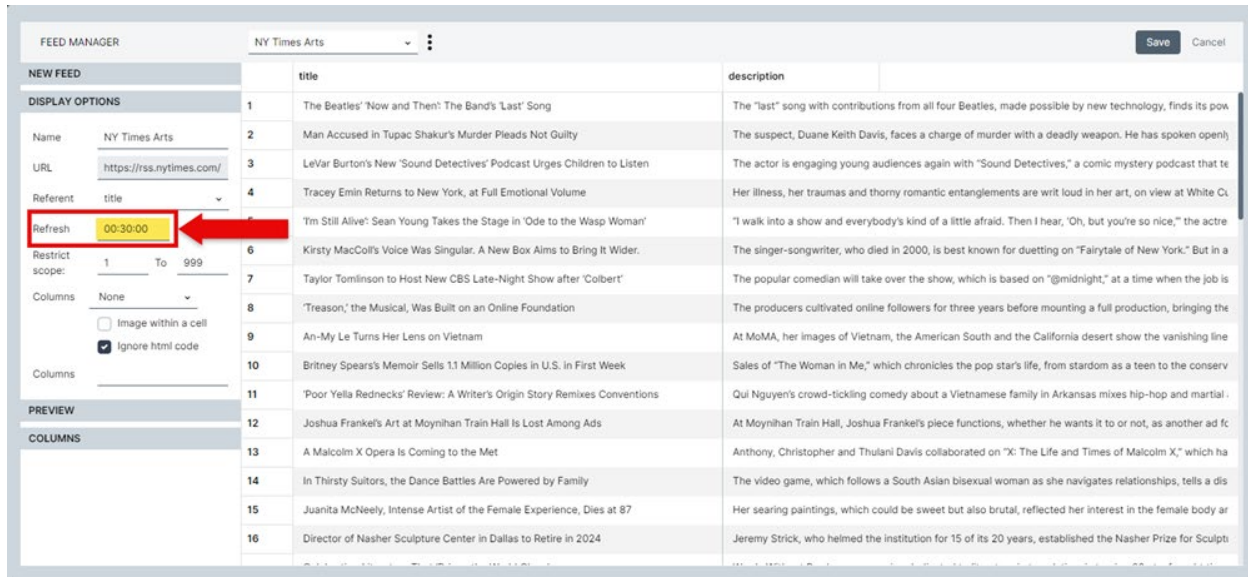 FEED MANAGER NY Times Arts Save Cancel
NEW FEED title description
DISPLAY OPTIONS
1 The Beatles' 'Now and Then': The Band's 'Last' Song The "last" song with contributions from all four Beatles, made possible by new technology, finds its pow
Name NY Times Arts
2 Man Accused in Tupac Shakur's Murder Pleads Not Guilty The suspect, Duane Keith Davis, faces a charge of murder with a deadly weapon. He has spoken openly
URL https://rss.nytimes.com/
3 LeVar Burton's New 'Sound Detectives' Podcast Urges Children to Listen The actor is engaging young audiences again with "Sound Detectives," a comic mystery podcast that te
Referent title
4 Tracey Emin Returns to New York, at Full Emotional Volume Her illness, her traumas and thorny romantic entanglements are writ loud in her art, on view at White Cu
Refresh 00:30:00
'I'm Still Alive': Sean Young Takes the Stage in 'Ode to the Wasp Woman' "I walk into a show and everybody's kind of a little afraid. Then I hear, 'Oh, but you're so nice,'" the actre
Restrict scope: 1 To 999
6 Kirsty MacColl's Voice Was Singular. A New Box Aims to Bring It Wider. The singer-songwriter, who died in 2000, is best known for duetting on "Fairytale of New York." But in a
7 Taylor Tomlinson to Host New CBS Late-Night Show after 'Colbert' The popular comedian will take over the show, which is based on "@midnight," at a time when the job is
Columns None
8 'Treason,' the Musical, Was Built on an Online Foundation The producers cultivated online followers for three years before mounting a full production, bringing the
Image within a cell
9 An-My Le Turns Her Lens on Vietnam At MoMA, her images of Vietnam, the American South and the California desert show the vanishing line
Ignore html code
10 Britney Spears's Memoir Sells 1.1 Million Copies in U.S. in First Week Sales of "The Woman in Me," which chronicles the pop star's life, from stardom as a teen to the conserv
Columns
11 'Poor Yella Rednecks' Review: A Writer's Origin Story Remixes Conventions Qui Nguyen's crowd-tickling comedy about a Vietnamese family in Arkansas mixes hip-hop and martial
PREVIEW
12 Joshua Frankel's Art at Moynihan Train Hall Is Lost Among Ads At Moynihan Train Hall, Joshua Frankel's piece functions, whether he wants it to or not, as another ad fo
COLUMNS
13 A Malcolm X Opera Is Coming to the Met Anthony, Christopher and Thulani Davis collaborated on "X: The Life and Times of Malcolm X," which ha
14 In Thirsty Suitors, the Dance Battles Are Powered by Family The video game, which follows a South Asian bisexual woman as she navigates relationships, tells a dis
15 Juanita McNeely, Intense Artist of the Female Experience, Dies at 87 Her searing paintings, which could be sweet but also brutal, reflected her interest in the female body ar
16 Director of Nasher Sculpture Center in Dallas to Retire in 2024 Jeremy Strick, who helmed the institution for 15 of its 20 years, established the Nasher Prize for Sculpt